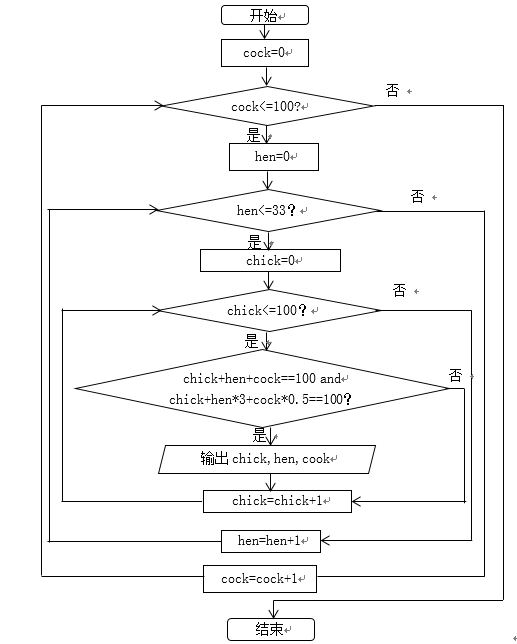 开始
cock=0
否
cock<=100?
是
hen=0
否
hen<=33？
是
chick=0
否
chick<=100？
是
chick+hen+cock==100 and
否
chick+hen*3+cock*0.5==100？
是
输出 chick,hen,cook
chick=chick+1
hen=hen+1
cock=cock+1
结束